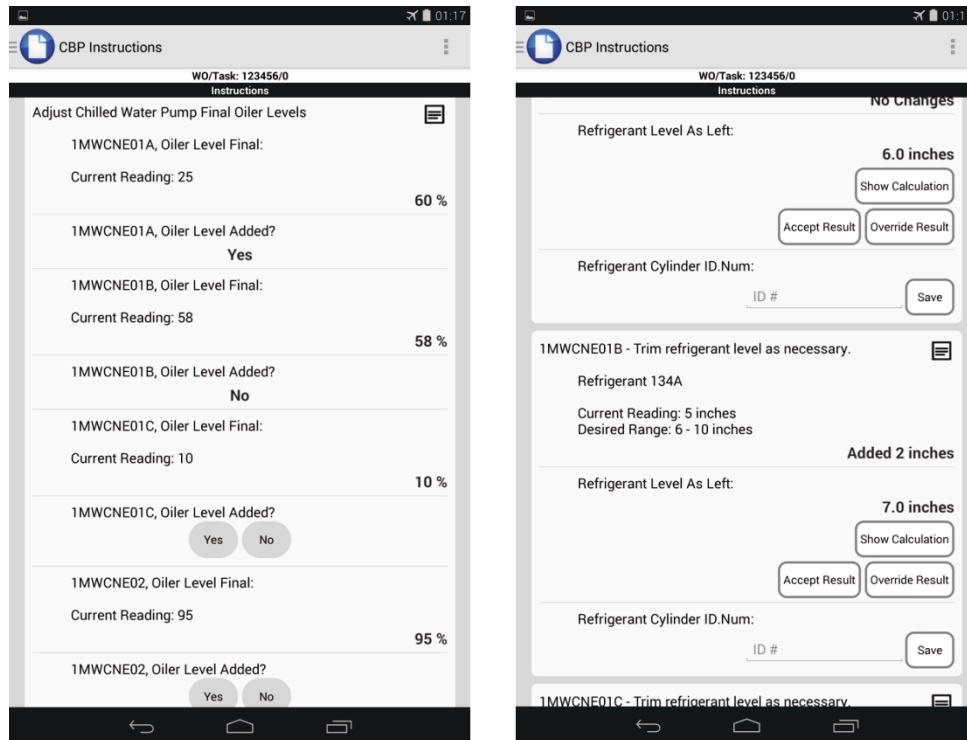 01:17
CBP Instructions
WO/Task: 123456/0
Instructions
Adjust Chilled Water Pump Final Oiler Levels
1MWCNE01A, Oiler Level Final:
Current Reading: 25
60 %
1MWCNE01A, Oiler Level Added?
Yes
1MWCNE01B, Oiler Level Final:
Current Reading: 58
58 %
1MWCNE01B, Oiler Level Added?
No
1MWCNE01C, Oiler Level Final:
Current Reading: 10
10 %
1MWCNE01C, Oiler Level Added?
Yes No
1MWCNE02, Oiler Level Final:
Current Reading: 95
95 %
1MWCNE02, Oiler Level Added?
Yes No
01:1
CBP Instructions
WO/Task: 123456/0
Instructions
No Changes
Refrigerant Level As Left:
6.0 inches
Show Calculation
Accept Result Override Result
Refrigerant Cylinder ID.Num:
ID # Save
1MWCNE01B - Trim refrigerant level as necessary.
Refrigerant 134A
Current Reading: 5 inches
Desired Range: 6 - 10 inches
Added 2 inches
Refrigerant Level As Left:
7.0 inches
Show Calculation
Accept Result Override Result
Refrigerant Cylinder ID.Num:
ID # Save
1MWCNE01C - Trim refrigerant level as necessary.